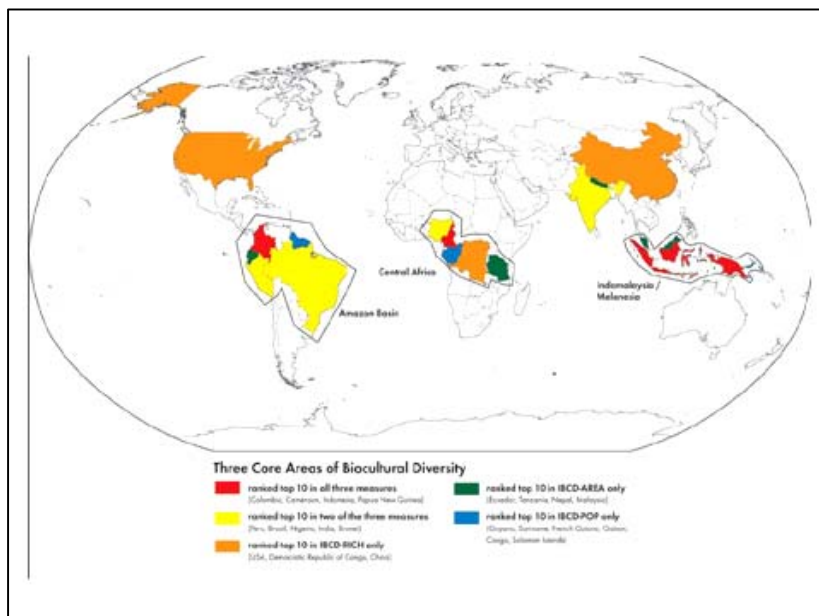 Central Africa
Indomalaysia /
Melanesia
Amazon Basin
Three Core Areas of Biocultural Diversity
ranked top 10 in all three measures
(Colombia, Cameroon, Indonesia, Papua New Guinea)
ranked top 10 in two of the three measures
(Peru, Brazil, Nigeria, India, Brunei)
ranked top 10 in IBCD-RICH only
(USA, Democratic Republic of Congo, China)
ranked top 10 in IBCD-AREA only
(Ecuador, Tanzania, Nepal, Malaysia)
ranked top 10 in IBCD-POP only
(Guyana, Suriname, French Guiana, Gabon,
Congo, Solomon Islands)